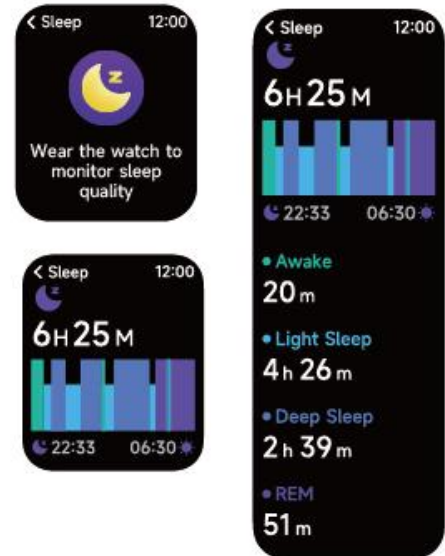 < Sleep 12:00
z
Wear the watch to
monitor sleep
quality
< Sleep 12:00
z
6H25M
22:33 06:30
< Sleep 12:00
z
6H25M
22:33 06:30
Awake
20m
Light Sleep
4h 26m
Deep Sleep
2h 39m
REM
51m